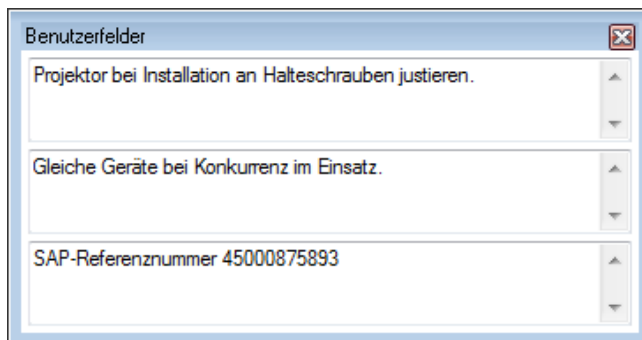 Benutzerfelder
Projektor bei Installation an Halteschrauben justieren.
Gleiche Geräte bei Konkurrenz im Einsatz.
SAP-Referenznummer 45000875893